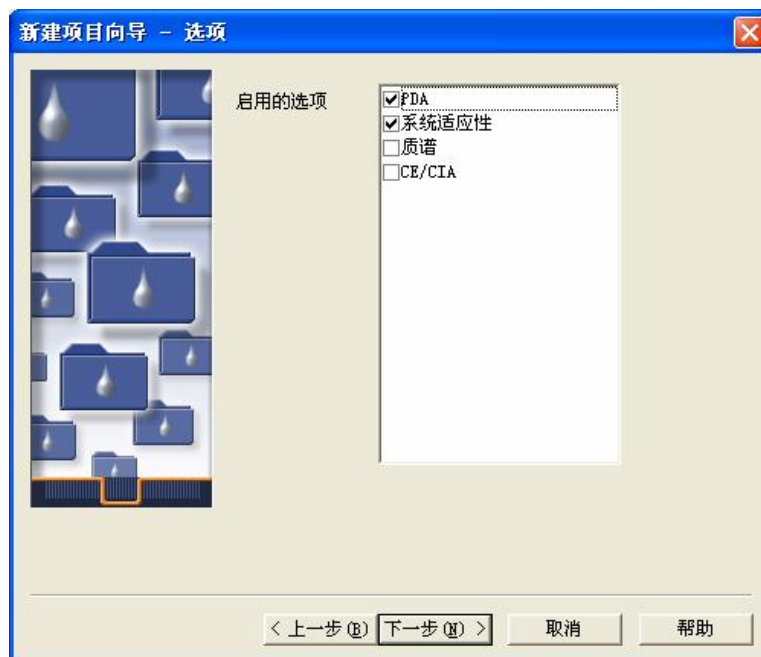 新建项目向导 - 选项
启用的选项
PDA
系统适应性
质谱
CE/CIA
< 上一步(B) 下一步(N) > 取消 帮助